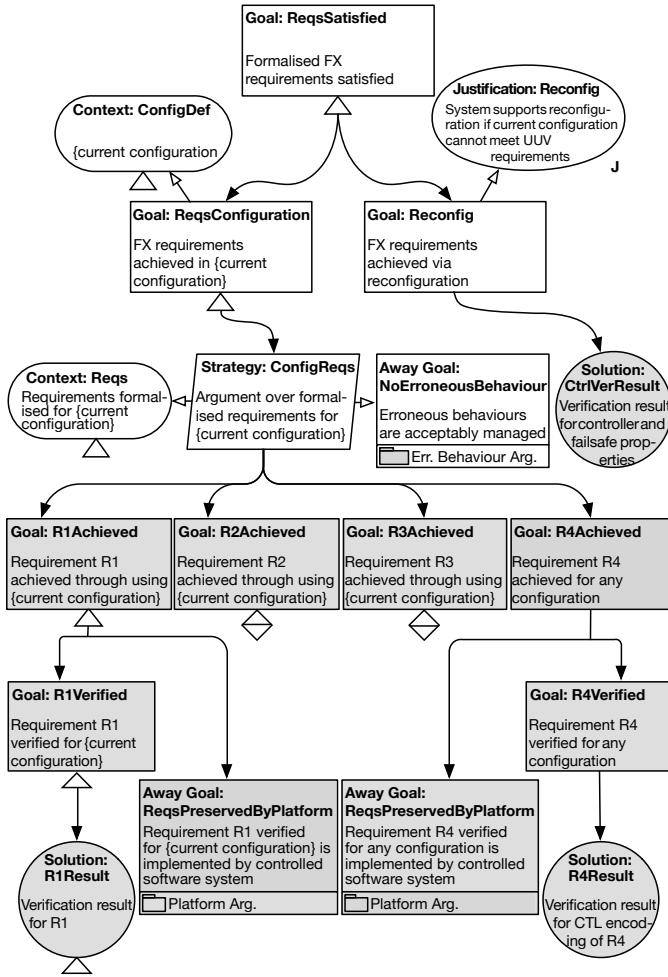 Goal: ReqsSatisfied
Formalised FX
requirements satisfied
Context: ConfigDef
{current configuration
Justification: Reconfig
System supports reconfigu-
ration if current configuration
cannot meet UUV
requirements
J
Goal: ReqsConfiguration
FX requirements
achieved in {current
configuration}
Goal: Reconfig
FX requirements
achieved via
reconfiguration
Context: Reqs
Requirements formal-
ised for {current
configuration}
Strategy: ConfigReqs
Argument over formal-
ised requirements for
{current configuration}
Away Goal:
NoErroneousBehaviour
Erroneous behaviours
are acceptably managed
Err. Behaviour Arg.
Solution:
CtrlVerResult
Verification result
for controller and
failsafe prop-
erties
Goal: R1Achieved
Requirement R1
achieved through using
{current configuration}
Goal: R2Achieved
Requirement R2
achieved through using
{current configuration}
Goal: R3Achieved
Requirement R3
achieved through using
{current configuration}
Goal: R4Achieved
Requirement R4
achieved for any
configuration
Goal: R1Verified
Requirement R1
verified for {current
configuration}
Goal: R4Verified
Requirement R4
verified for any
configuration
Away Goal:
ReqsPreservedByPlatform
Requirement R1 verified
for {current configuration} is
implemented by controlled
software system
Platform Arg.
Away Goal:
ReqsPreservedByPlatform
Requirement R4 verified
for any configuration is
implemented by controlled
software system
Platform Arg.
Solution:
R1Result
Verification result
for R1
Solution:
R4Result
Verification result
for CTL encod-
ing of R4